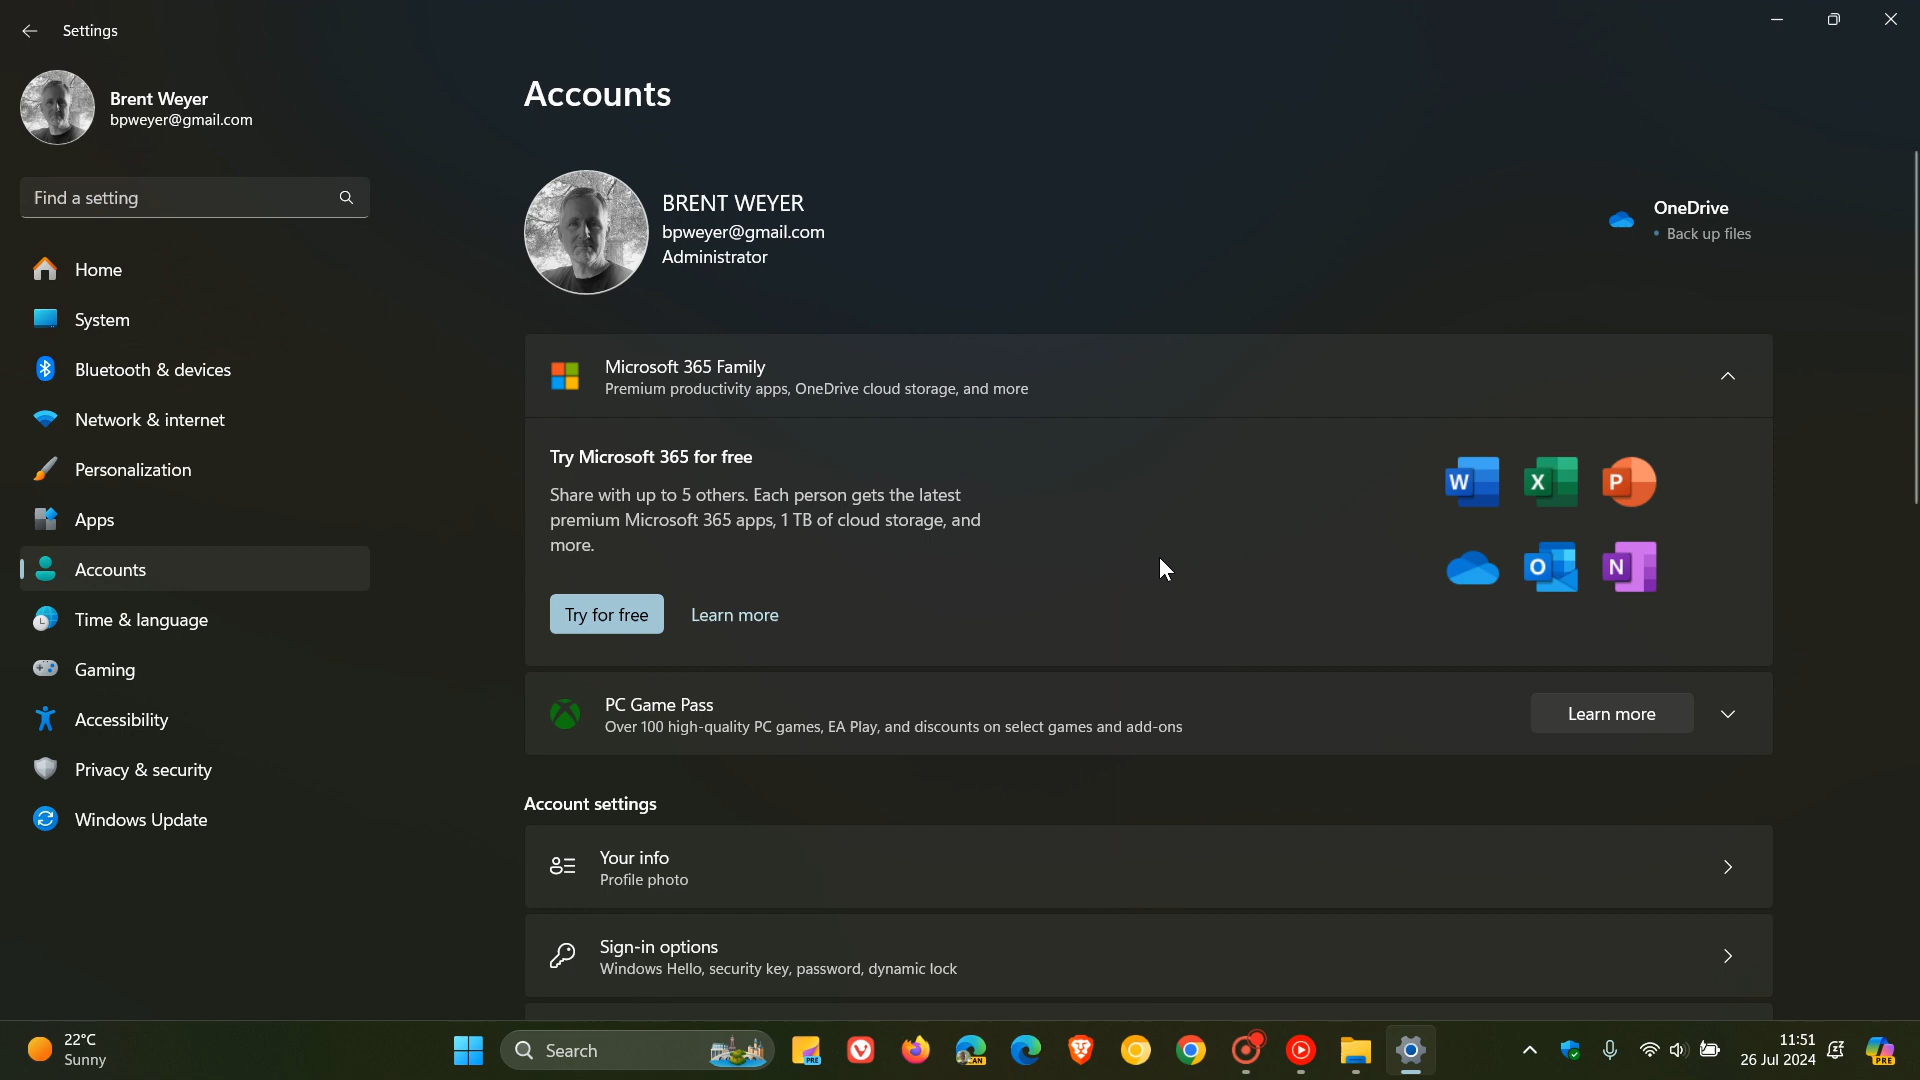 Settings
Brent Weyer
bpweyer@gmail.com
Find a setting
Home
System
Bluetooth & devices
Network & internet
Personalization
Apps
Accounts
Time & language
Gaming
Accessibility
Privacy & security
Windows Update
Accounts
BRENT WEYER
bpweyer@gmail.com
Administrator
OneDrive
• Back up files
Microsoft 365 Family
Premium productivity apps, OneDrive cloud storage, and more
Try Microsoft 365 for free
Share with up to 5 others. Each person gets the latest
premium Microsoft 365 apps, 1 TB of cloud storage, and
more.
Try for free
Learn more
W
X
P
O
N
PC Game Pass
Over 100 high-quality PC games, EA Play, and discounts on select games and add-ons
Learn more
Account settings
Your info
Profile photo
Sign-in options
Windows Hello, security key, password, dynamic lock
22°C
Sunny
Search
PRE
CAN
11:51
26 Jul 2024
PRE